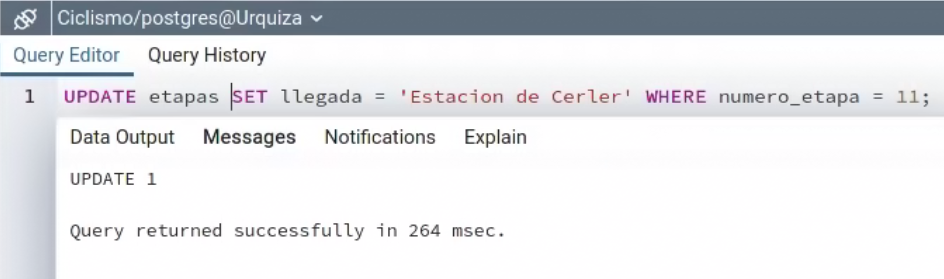 Ciclismo/postgres@Urquiza
Query Editor Query History
1 UPDATE etapas SET llegada = 'Estacion de Cerler' WHERE numero_etapa = 11;
Data Output Messages Notifications Explain
UPDATE 1
Query returned successfully in 264 msec.